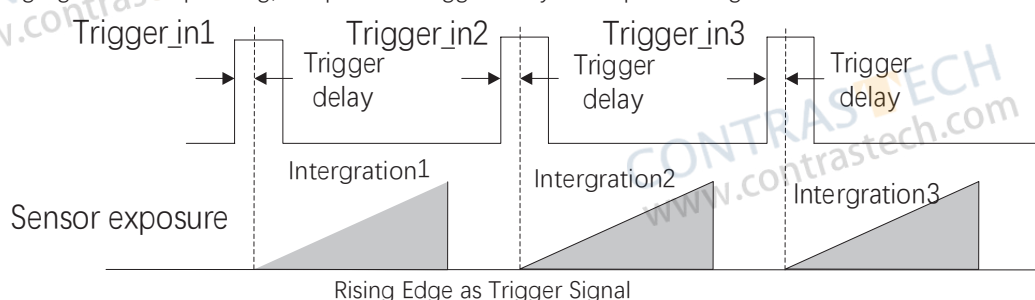 Trigger_in1 Trigger_in2 Trigger_in3
Trigger delay Trigger delay Trigger delay
CONTRASTECH
www.contrastech.com
Intergration1 Intergration2 Intergration3
Sensor exposure
Rising Edge as Trigger Signal